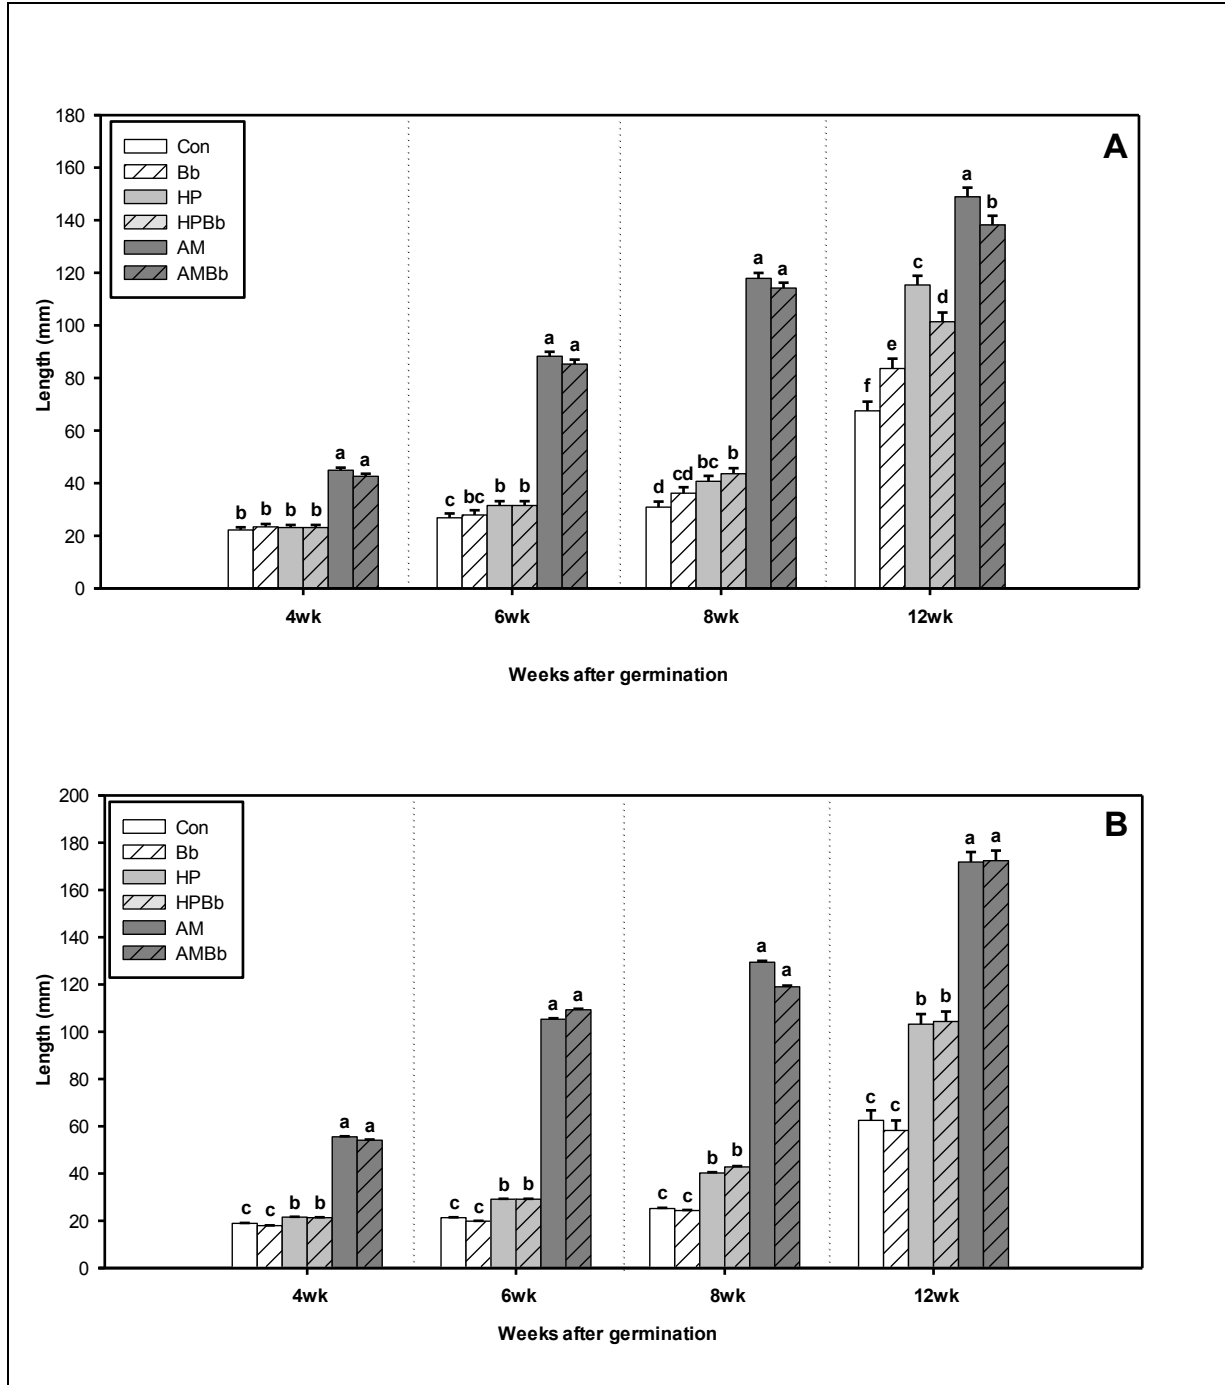 180
160
140
120
100
80
60
40
20
0
Length (mm)
Con
Bb
HP
HPBb
AM
AMBb
A
b b b b a a
c bc b b a a
d cd bc b a a
f e c d a b
4wk 6wk 8wk 12wk
Weeks after germination
200
180
160
140
120
100
80
60
40
20
0
Length (mm)
Con
Bb
HP
HPBb
AM
AMBb
B
c c b b a a
c c b b a a
c c b b a a
c c b b a a
4wk 6wk 8wk 12wk
Weeks after germination